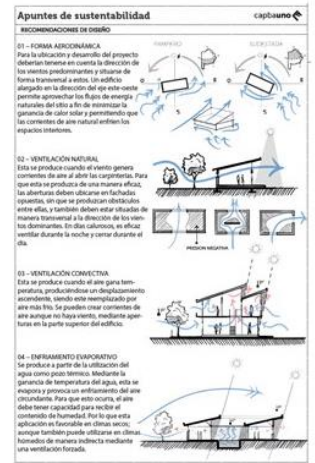 Apuntes de sustentabilidad
capbauno
RECOMENDACIONES DE DISEÑO
01 – FORMA AERODINÁMICA
Para la ubicación y desarrollo del proyecto
deberían tenerse en cuenta la dirección de
los vientos predominantes y situarse de
forma transversal a estos. Un edificio
alargado en la dirección del eje este-oeste
permite aprovechar los flujos de energía
naturales del sitio a fin de minimizar la
ganancia de calor solar y permitiendo que
las corrientes de aire natural enfríen los
espacios interiores.
02 – VENTILACIÓN NATURAL
Esta se produce cuando el viento genera
corrientes de aire al abrir las carpinterías. Para
que esta se produzca de una manera eficaz,
las aberturas deben ubicarse en fachadas
opuestas, sin que se produzcan obstáculos
entre ellas, y también deben estar situadas de
manera transversal a la dirección de los vien-
tos dominantes. En días calurosos, es eficaz
ventilar durante la noche y cerrar durante el
día.
PRESION NEGATIVA
03 – VENTILACIÓN CONVECTIVA
Esta se produce cuando el aire gana tem-
peratura, produciéndose un desplazamiento
ascendente, siendo este reemplazado por
aire más frío. Se pueden crear corrientes de
aire aunque no haya viento, mediante aper-
turas en la parte superior del edificio.
04 – ENFRIAMIENTO EVAPORATIVO
Se produce a partir de la utilización del
agua como pozo térmico. Mediante la
ganancia de temperatura del agua, esta se
evapora y provoca un enfriamiento del aire
circundante. Para que esto ocurra, el aire
debe tener capacidad para recibir el
contenido de humedad. Por lo que esta
aplicación es favorable en climas secos;
aunque también puede utilizarse en climas
húmedos de manera indirecta mediante
una ventilación forzada.